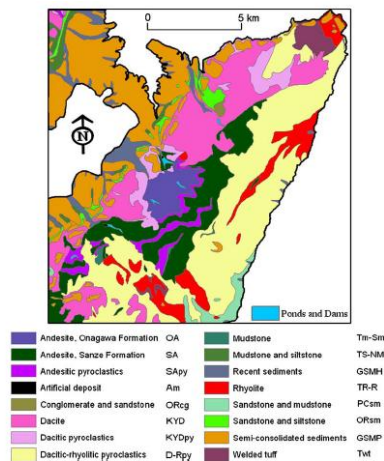 0 5 km
N
Ponds and Dams
Andesite, Onagawa Formation OA Mudstone Tm-Sm
Andesite, Sanze Formation SA Mudstone and siltstone TS-NM
Andesitic pyroclastics SApy Recent sediments GSMH
Artificial deposit Am Rhyolite TR-R
Conglomerate and sandstone ORcg Sandstone and mudstone PCsm
Dacite KYD Sandstone and siltstone ORsm
Dacitic pyroclastics KYDpy Semi-consolidated sediments GSMP
Dacitic-rhyolitic pyroclastics D-Rpy Welded tuff Twt